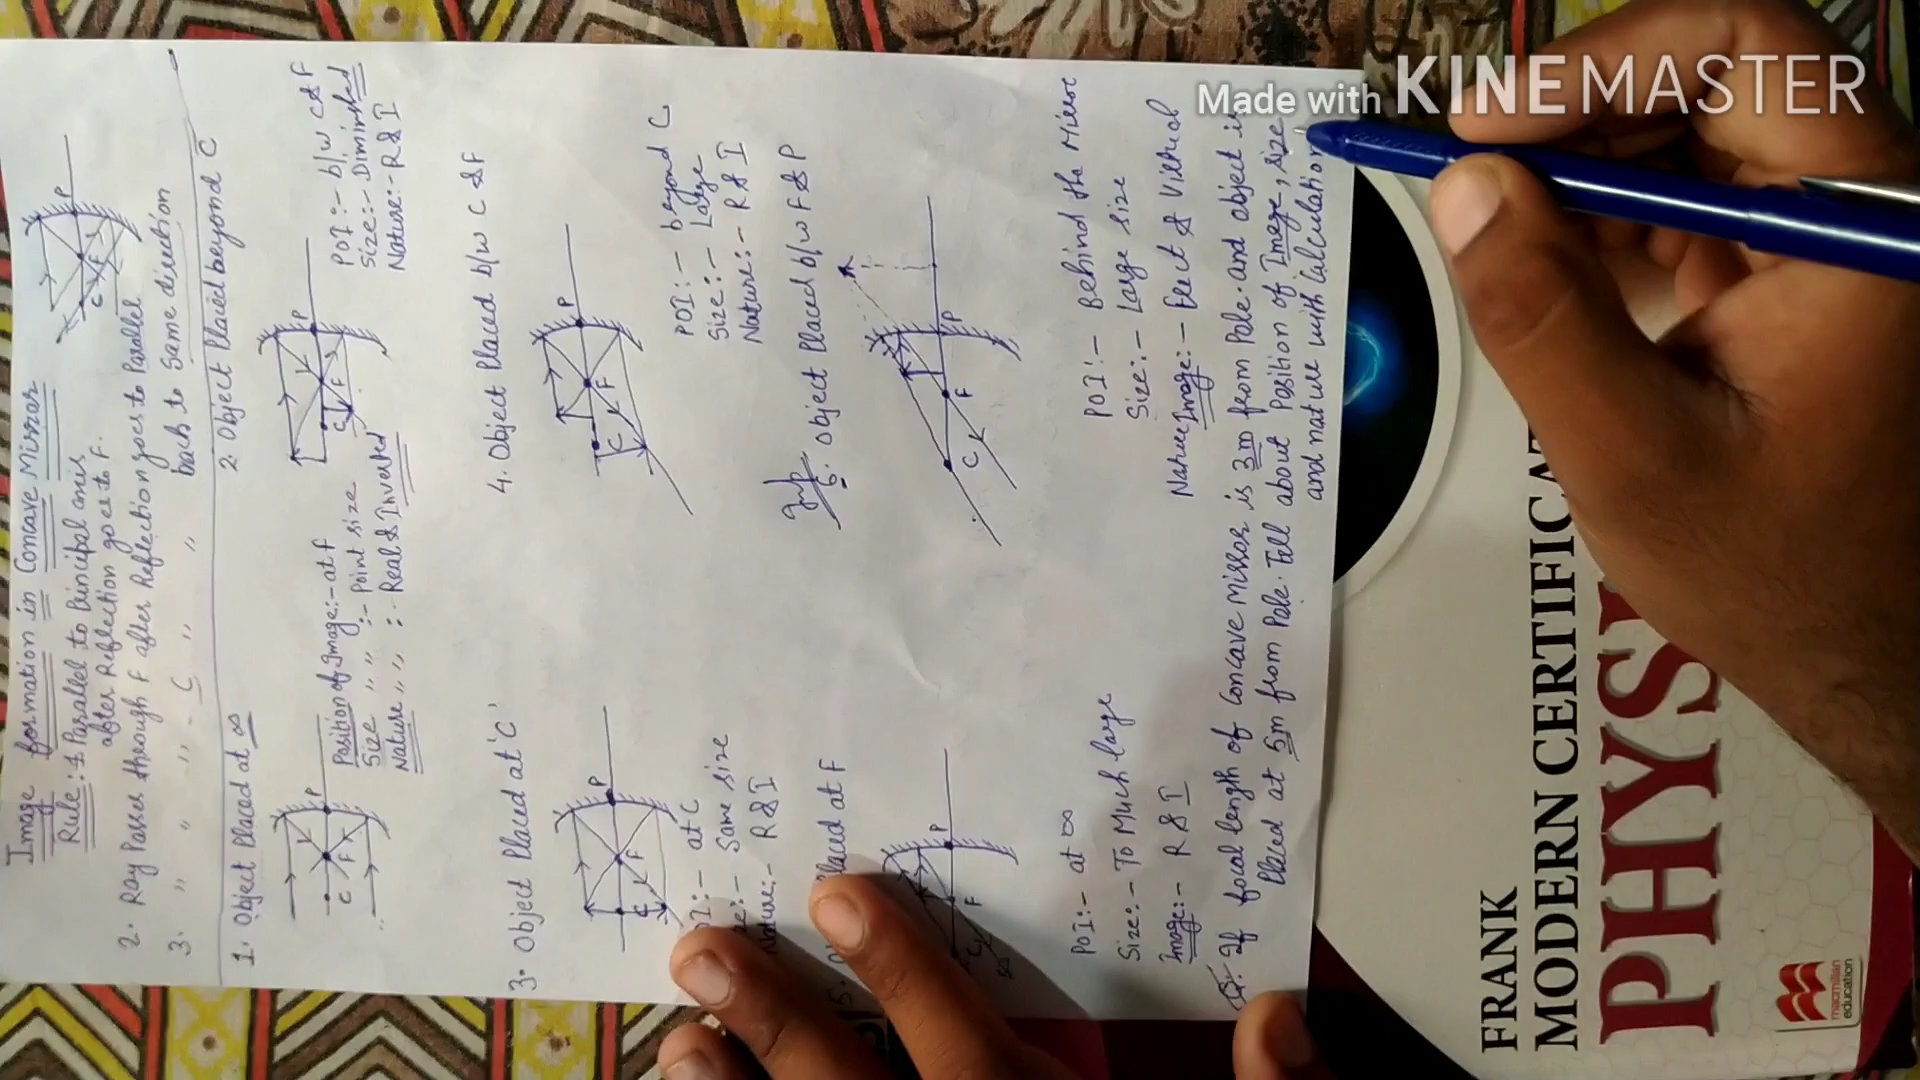 Image formation in Concave Mirror
Rule: 1 Parallel to Principal axis
after Reflection goes to F.
2. Ray Passes through F after Reflection goes to Parallel
3. " " " C " " back to Same direction
1. Object Placed at ∞
C F P
Position of Image:- at F
Size " " :- Point size
Nature " " :- Real & Inverted
2. Object Placed beyond C
C F P
POI:- b/w C & F
Size:- Diminished
Nature:- R & I
3. Object Placed at 'C'
C F P
POI:- at C
Size:- Same size
Nature:- R & I
4. Object Placed b/w C & F
C F P
POI:- beyond C
Size:- Large
Nature:- R & I
5. Placed at F
C F P
POI:- at ∞
Size:- To Much large
Image:- R & I
Imp
6. Object Placed b/w F & P
C F P
POI:- Behind the Mirror
Size:- Large size
Nature Image:- Erect & Virtual
Q. If focal length of Concave Mirror is 3m from Pole and object is
Placed at 5m from Pole. Tell about Position of Image, size
and nature with Calculation
Made with KINEMASTER
FRANK
MODERN CERTIFICAT
PHYS
macmilan
education